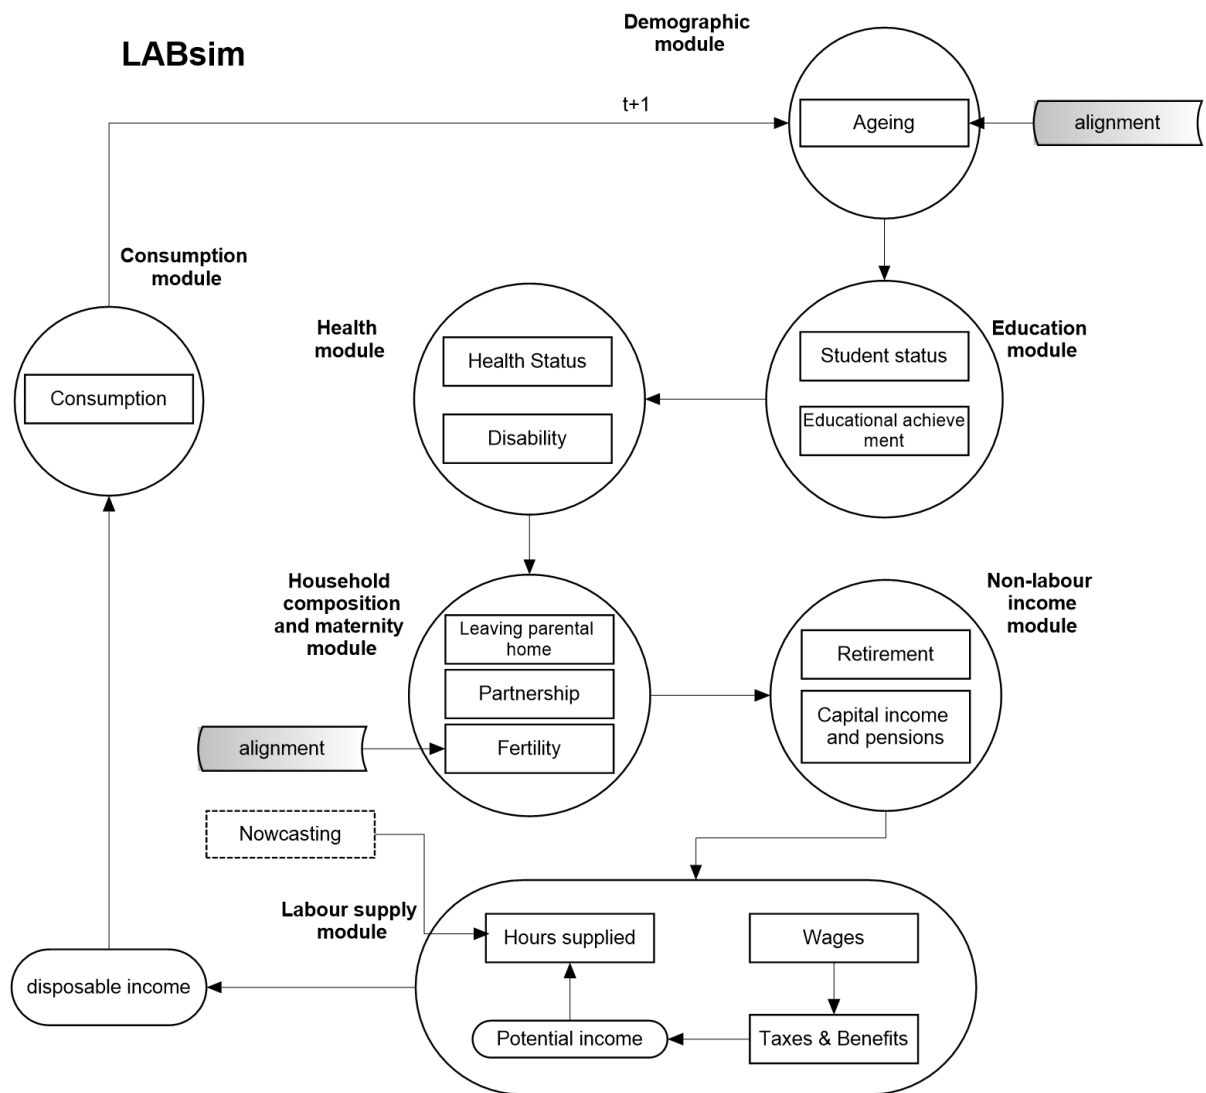 LABsim
Demographic
module
t+1
Ageing
alignment
Consumption
module
Consumption
Health
module
Health Status
Disability
Education
module
Student status
Educational achieve
ment
Household
composition
and maternity
module
Leaving parental
home
Partnership
Fertility
alignment
Non-labour
income
module
Retirement
Capital income
and pensions
Nowcasting
Labour supply
module
Hours supplied
Wages
Potential income
Taxes & Benefits
disposable income